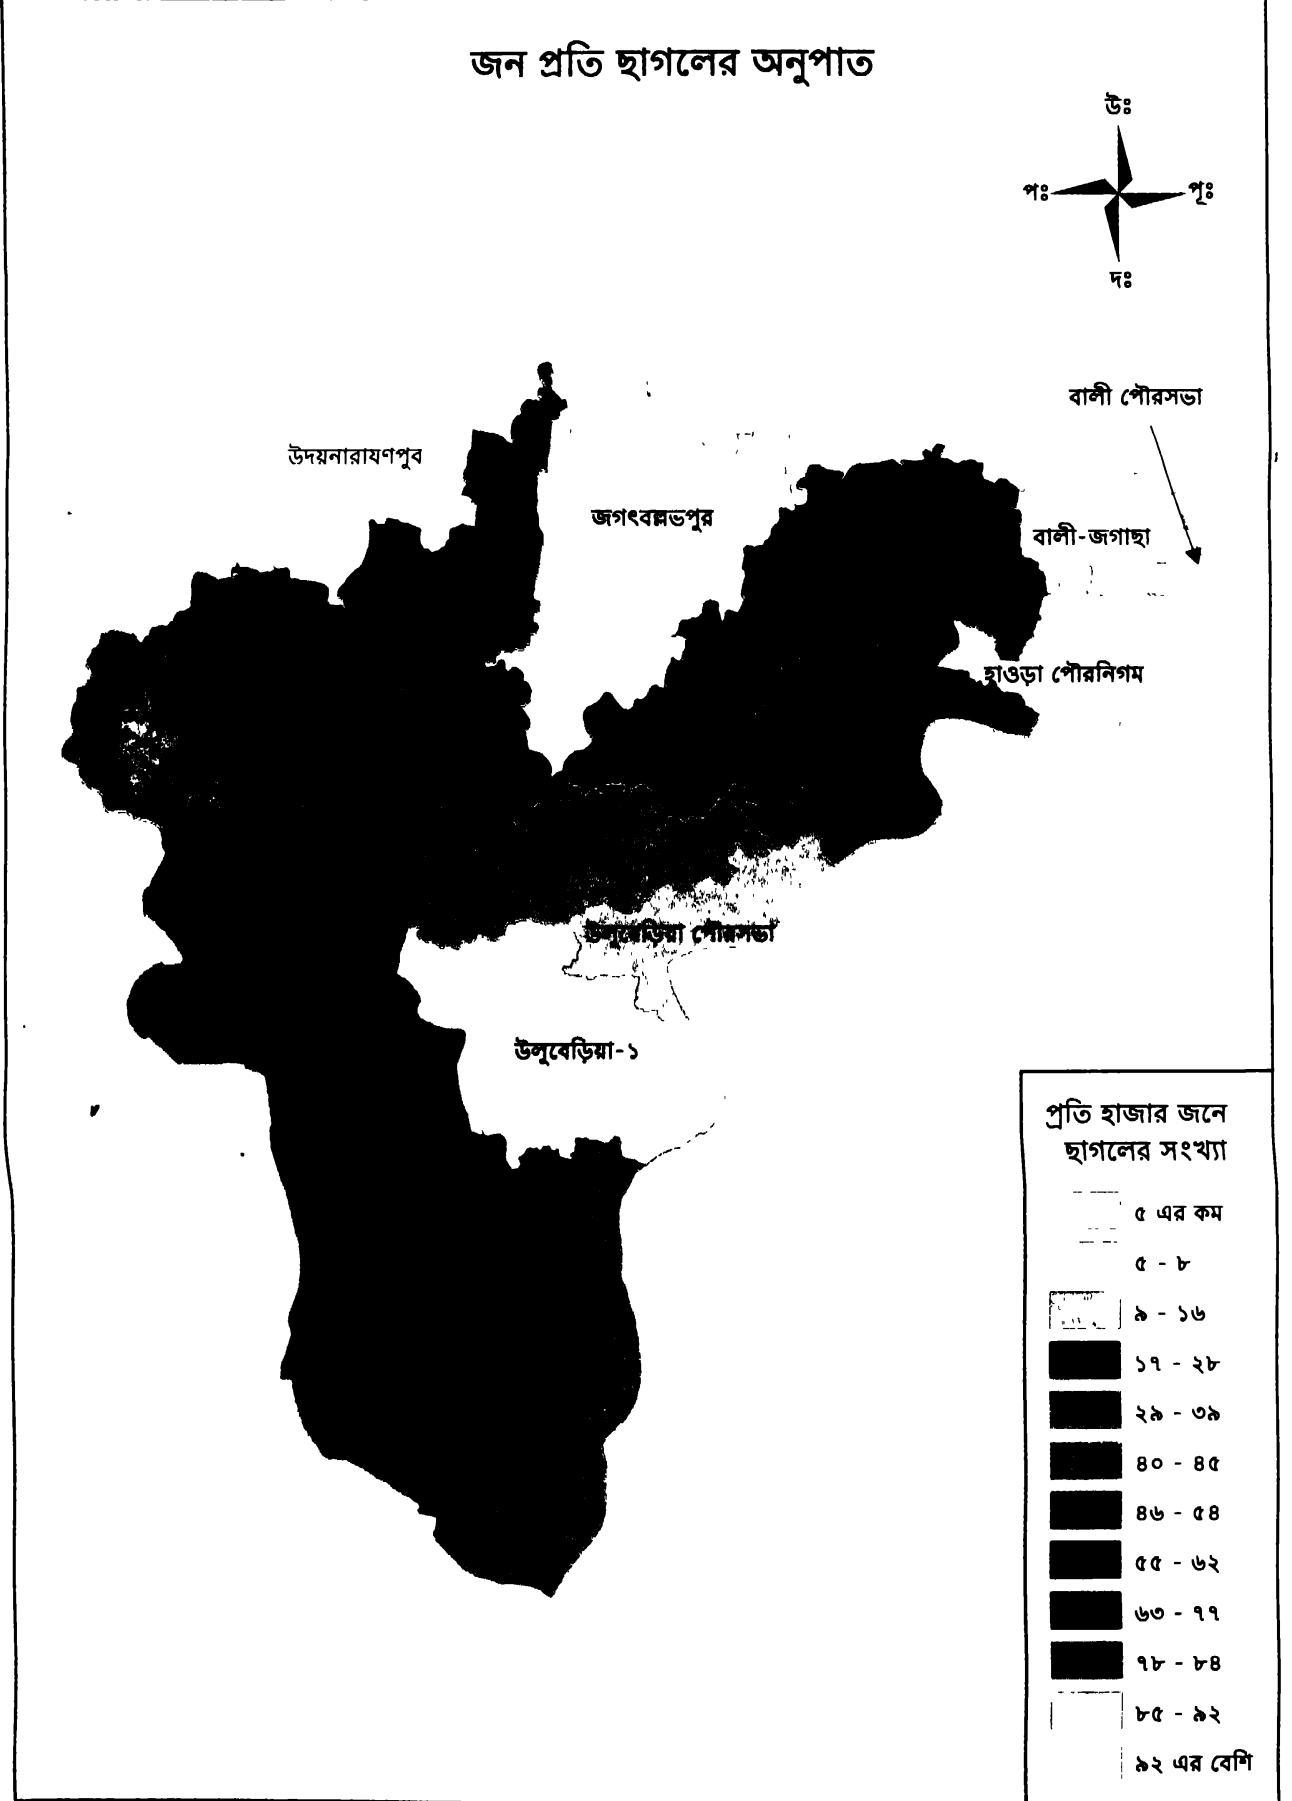 জন প্রতি ছাগলের অনুপাত
উঃ
পঃ
পূঃ
দঃ
বালী পৌরসভা
উদয়নারাযণপুব
জগৎবল্লভপুর
বালী-জগাছা
হাওড়া পৌরনিগম
উলুবেড়িয়া পৌরসভা
উলুবেড়িয়া-১
প্রতি হাজার জনে
ছাগলের সংখ্যা
৫ এর কম
৫ - ৮
৯ - ১৬
১৭ - ২৮
২৯ - ৩৯
৪০ - ৪৫
৪৬ - ৫৪
৫৫ - ৬২
৬৩ - ৭৭
৭৮ - ৮৪
৮৫ - ৯২
৯২ এর বেশি